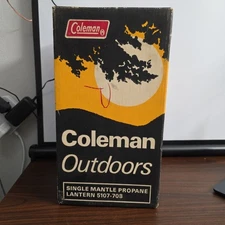 Coleman
Coleman
Outdoors
SINGLE MANTLE PROPANE
LANTERN 5107-708